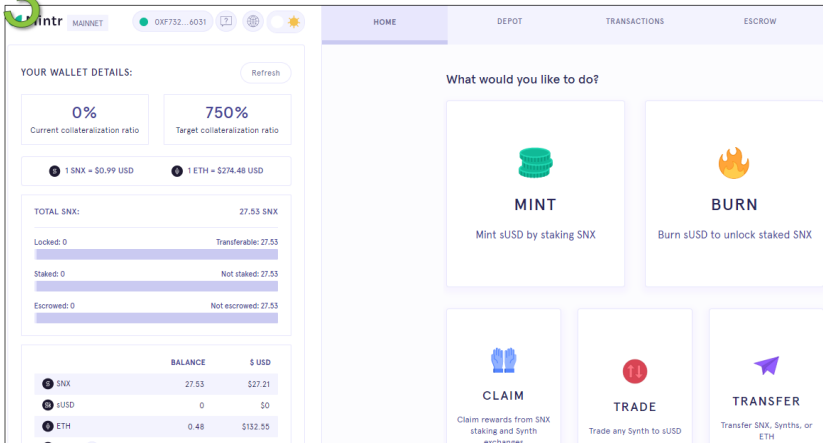 5
Mintr MAINNET 0XF732...6031
YOUR WALLET DETAILS:
Refresh
0%
Current collateralization ratio
750%
Target collateralization ratio
1 SNX = $0.99 USD
1 ETH = $274.48 USD
TOTAL SNX: 27.53 SNX
Locked: 0 Transferable: 27.53
Staked: 0 Not staked: 27.53
Escrowed: 0 Not escrowed: 27.53
BALANCE $ USD
SNX 27.53 $27.21
sUSD 0 $0
ETH 0.48 $132.55
HOME DEPOT TRANSACTIONS ESCROW
What would you like to do?
MINT
Mint sUSD by staking SNX
BURN
Burn sUSD to unlock staked SNX
CLAIM
Claim rewards from SNX
staking and Synth
exchanges
TRADE
Trade any Synth to sUSD
TRANSFER
Transfer SNX, Synths, or
ETH